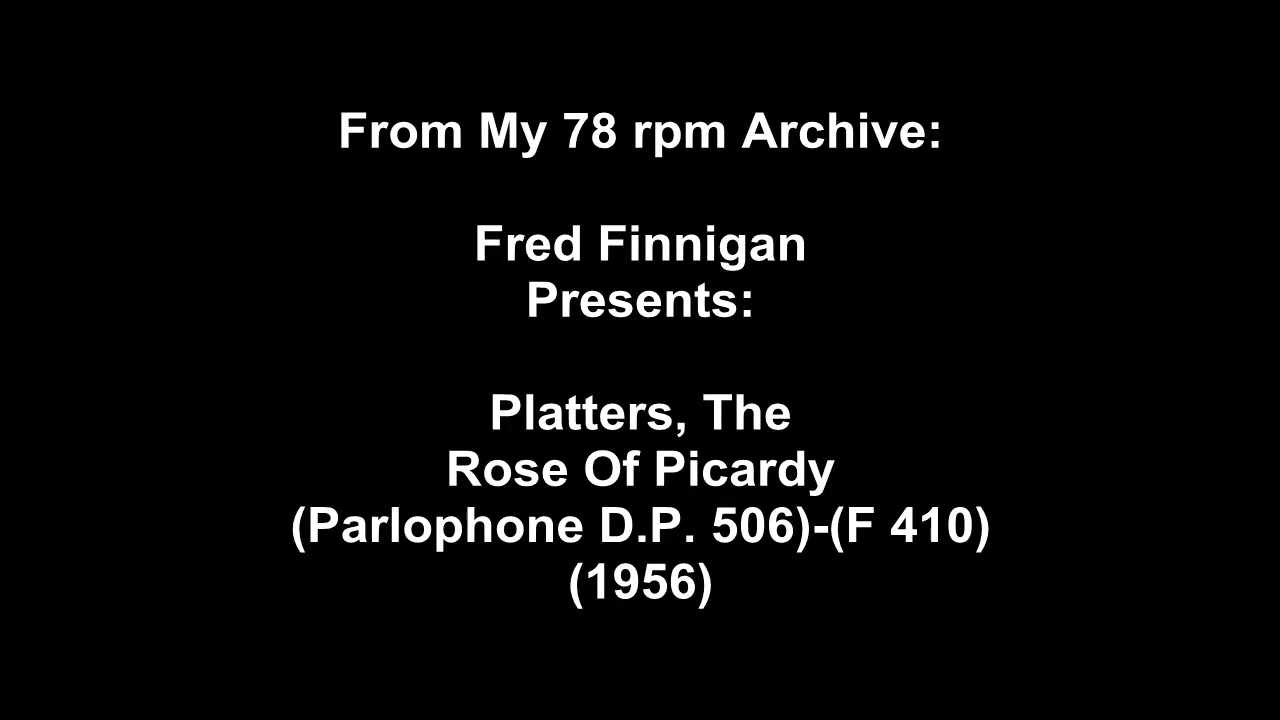 From My 78 rpm Archive:
Fred Finnigan
Presents:
Platters, The
Rose Of Picardy
(Parlophone D.P. 506)-(F 410)
(1956)